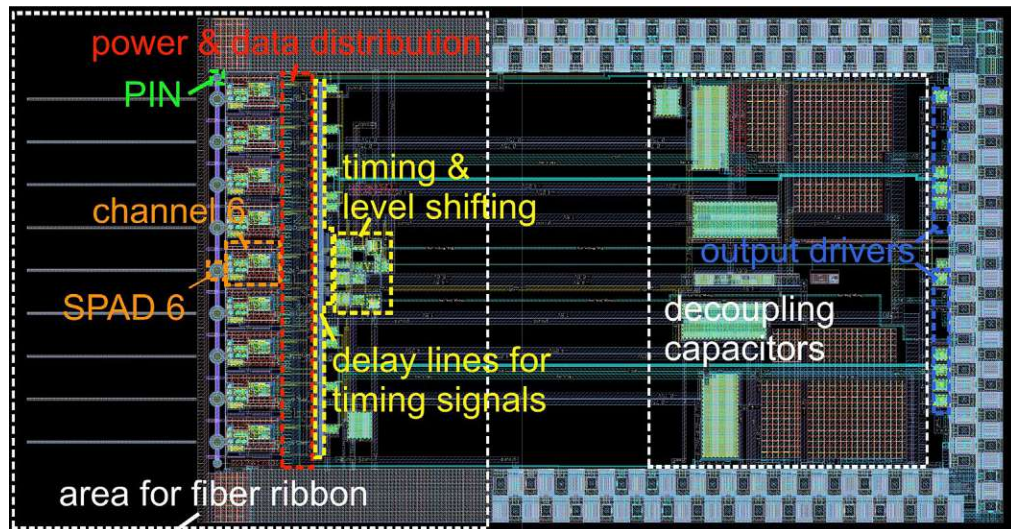 power & data distribution
PIN
timing &
level shifting
channel 6
output drivers
SPAD 6
decoupling
capacitors
delay lines for
timing signals
area for fiber ribbon